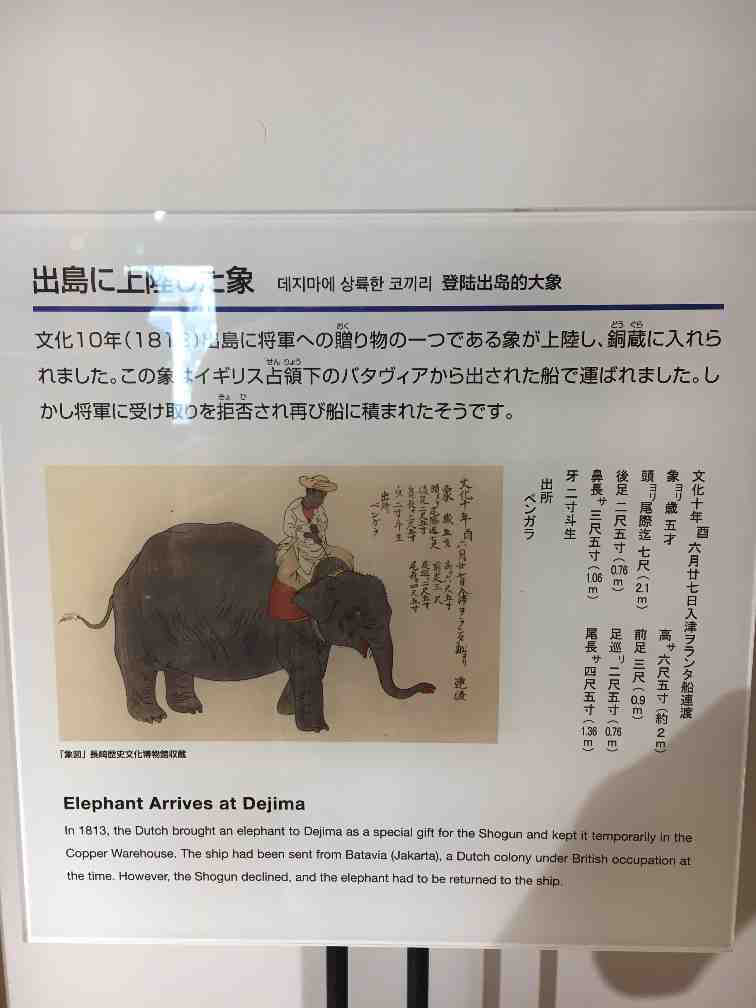 出島に上陸した象 데지마에 상륙한 코끼리 登陆出岛的大象
おく どう ぐら
文化10年(1813)出島に将軍への贈り物の一つである象が上陸し、銅蔵に入れら
せん りょう
れました。この象はイギリス占領下のバタヴィアから出された船で運ばれました。し
きょ ひ
かし将軍に受け取りを拒否され再び船に積まれたそうです。
文化十年 酉 六月廿七日入津ヲランタ船連渡
象ヨリ歳 五才 高サ 六尺五寸(約2m)
頭ヨリ尾際迄 七尺(2.1m) 前足 三尺(0.9m)
後足 二尺五寸(0.76m) 足巡リ 二尺五寸(0.76m)
鼻長サ 三尺五寸(1.06m) 尾長サ 四尺五寸(1.36m)
牙 二寸斗生
出所
ベンガラ
「象図」長崎歴史文化博物館収蔵
Elephant Arrives at Dejima
In 1813, the Dutch brought an elephant to Dejima as a special gift for the Shogun and kept it temporarily in the
Copper Warehouse. The ship had been sent from Batavia (Jakarta), a Dutch colony under British occupation at
the time. However, the Shogun declined, and the elephant had to be returned to the ship.